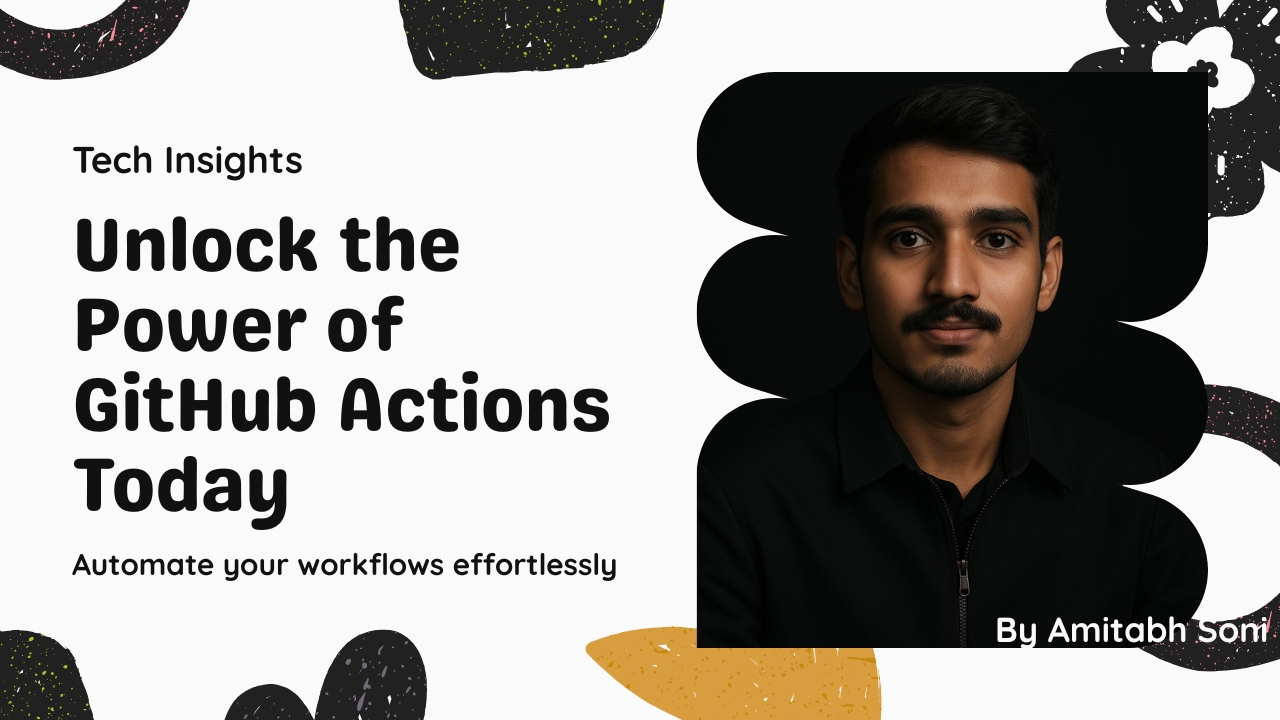 Tech Insights
Unlock the
Power of
GitHub Actions
Today
Automate your workflows effortlessly
By Amitabh Soni